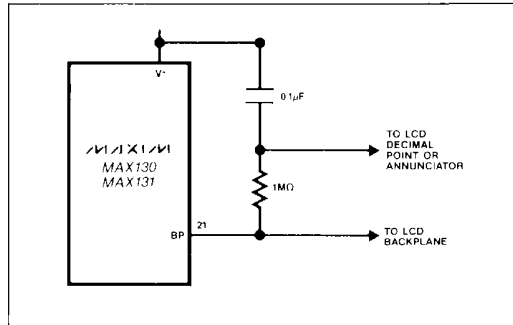 V+
0.1µF
MAXIM
MAX130
MAX131
TO LCD
DECIMAL
POINT OR
ANNUNCIATOR
1MΩ
21
BP
TO LCD
BACKPLANE